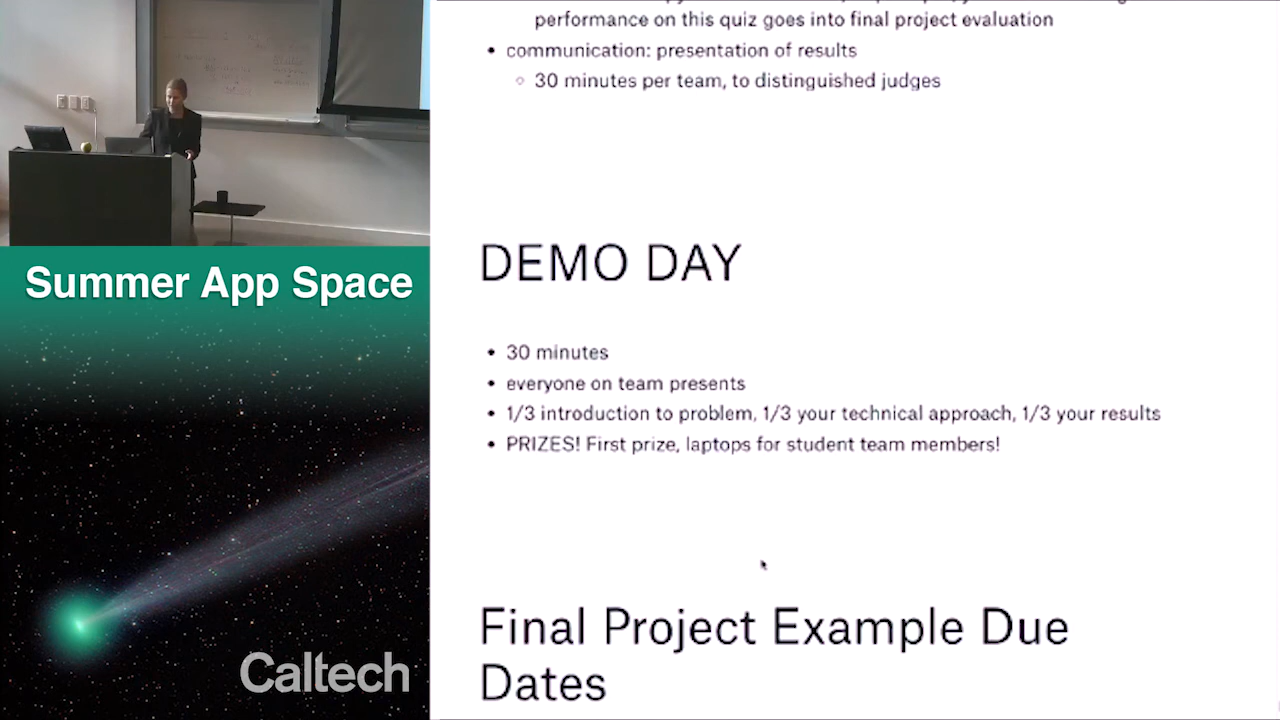 performance on this quiz goes into final project evaluation
• communication: presentation of results
○ 30 minutes per team, to distinguished judges
DEMO DAY
• 30 minutes
• everyone on team presents
• 1/3 introduction to problem, 1/3 your technical approach, 1/3 your results
• PRIZES! First prize, laptops for student team members!
Final Project Example Due
Dates
Summer App Space
Caltech